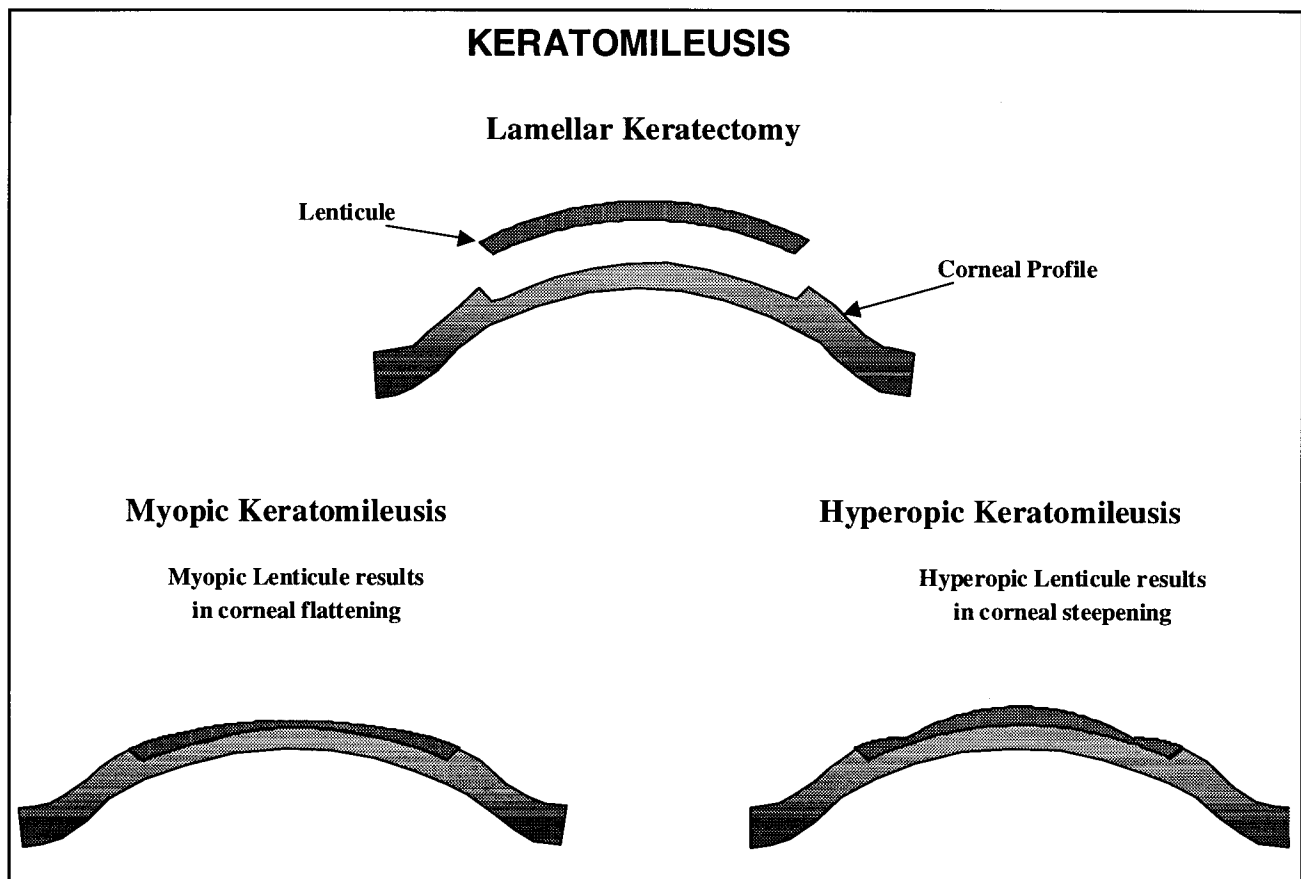 KERATOMILEUSIS
Lamellar Keratectomy
Lenticule
Corneal Profile
Myopic Keratomileusis
Myopic Lenticule results
in corneal flattening
Hyperopic Keratomileusis
Hyperopic Lenticule results
in corneal steepening